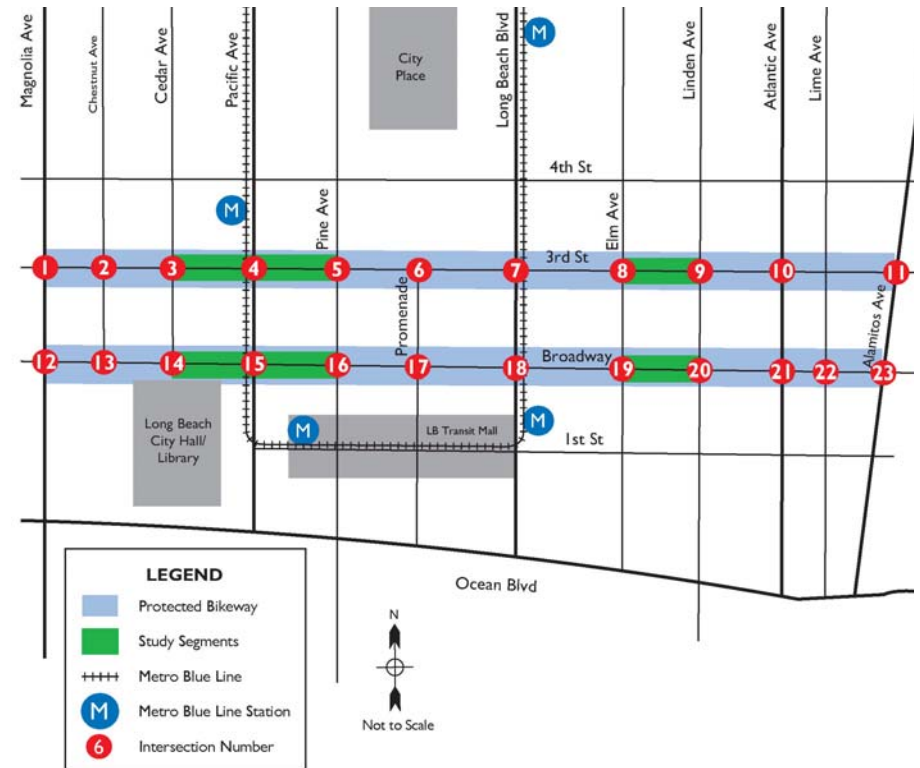 Magnolia Ave
Chestnut Ave
Cedar Ave
Pacific Ave
City
Place
Long Beach Blvd
M
Linden Ave
Atlantic Ave
Lime Ave
4th St
M
Pine Ave
Elm Ave
3rd St
1
2
3
4
5
6
7
8
9
10
11
Promenade
Alamitos Ave
Broadway
12
13
14
15
16
17
18
19
20
21
22
23
Long Beach
City Hall/
Library
M
LB Transit Mall
M
1st St
Ocean Blvd
LEGEND
Protected Bikeway
Study Segments
Metro Blue Line
M Metro Blue Line Station
6 Intersection Number
N
Not to Scale